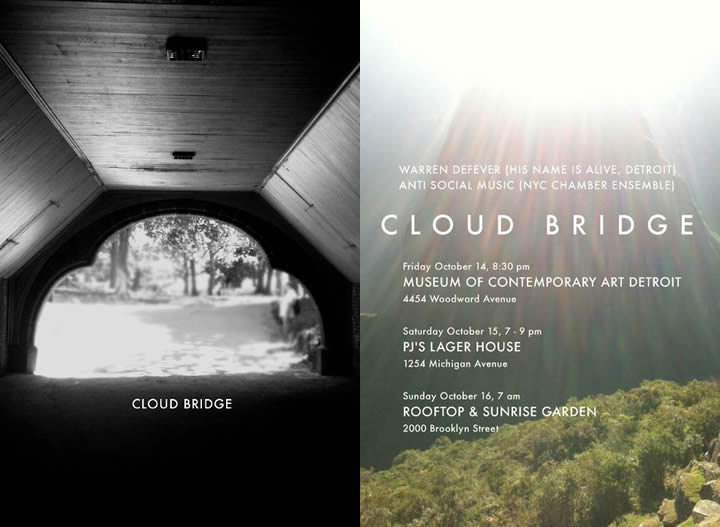 CLOUD BRIDGE
WARREN DEFEVER (HIS NAME IS ALIVE, DETROIT)
ANTI SOCIAL MUSIC (NYC CHAMBER ENSEMBLE)
CLOUD BRIDGE
Friday October 14, 8:30 pm
MUSEUM OF CONTEMPORARY ART DETROIT
4454 Woodward Avenue
Saturday October 15, 7 - 9 pm
PJ'S LAGER HOUSE
1254 Michigan Avenue
Sunday October 16, 7 am
ROOFTOP & SUNRISE GARDEN
2000 Brooklyn Street